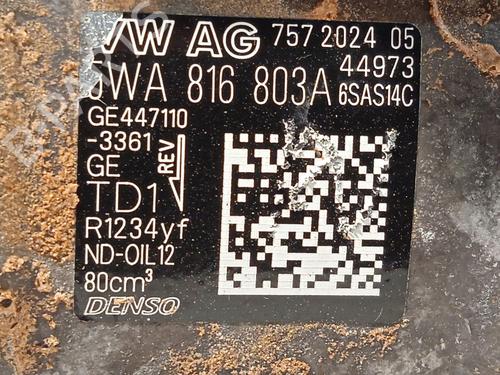 VW AG 757 2024 05
5WA 816 803A 44973
6SAS14C
GE447110
-3361
GE
REV
TD1
R1234yf
ND-OIL12
80cm³
DENSO